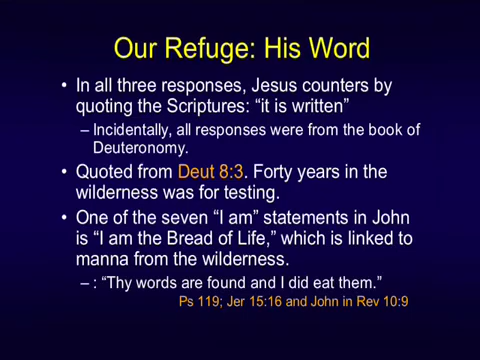 Our Refuge: His Word
• In all three responses, Jesus counters by
quoting the Scriptures: “it is written”
– Incidentally, all responses were from the book of
Deuteronomy.
• Quoted from Deut 8:3. Forty years in the
wilderness was for testing.
• One of the seven “I am” statements in John
is “I am the Bread of Life,” which is linked to
manna from the wilderness.
– : “Thy words are found and I did eat them.”
Ps 119; Jer 15:16 and John in Rev 10:9